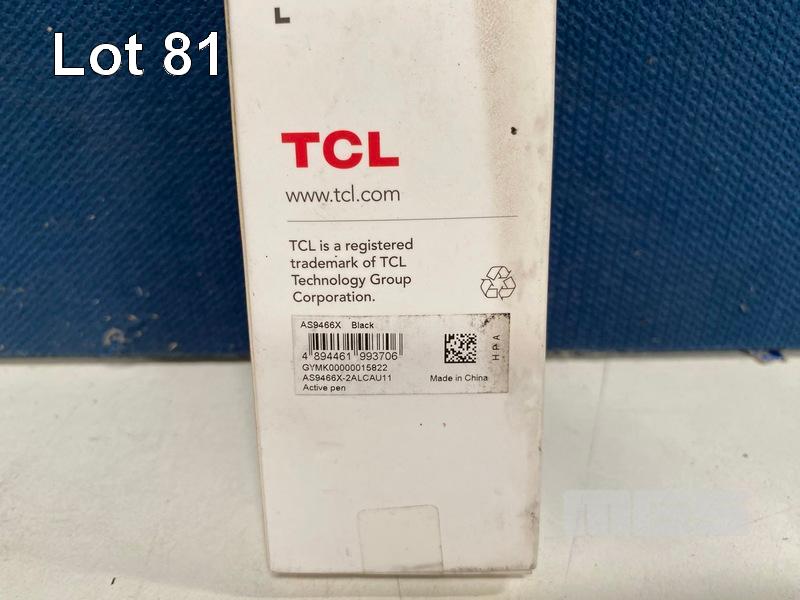 Lot 81
L
TCL
www.tcl.com
TCL is a registered
trademark of TCL
Technology Group
Corporation.
AS9466X Black
4 894461 993706
HPA
GYMK00000015822
AS9466X-2ALCAU11
Made in China
Active pen